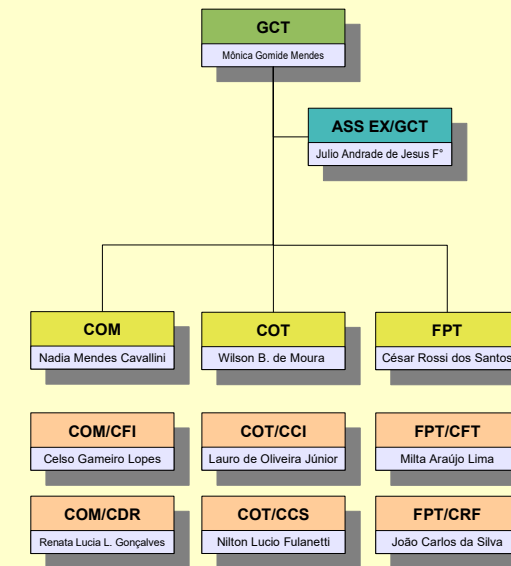 GCT
Mônica Gomide Mendes
ASS EX/GCT
Julio Andrade de Jesus F°
COM
Nadia Mendes Cavallini
COT
Wilson B. de Moura
FPT
César Rossi dos Santos
COM/CFI
Celso Gameiro Lopes
COT/CCI
Lauro de Oliveira Júnior
FPT/CFT
Milta Araújo Lima
COM/CDR
Renata Lucia L. Gonçalves
COT/CCS
Nilton Lucio Fulanetti
FPT/CRF
João Carlos da Silva